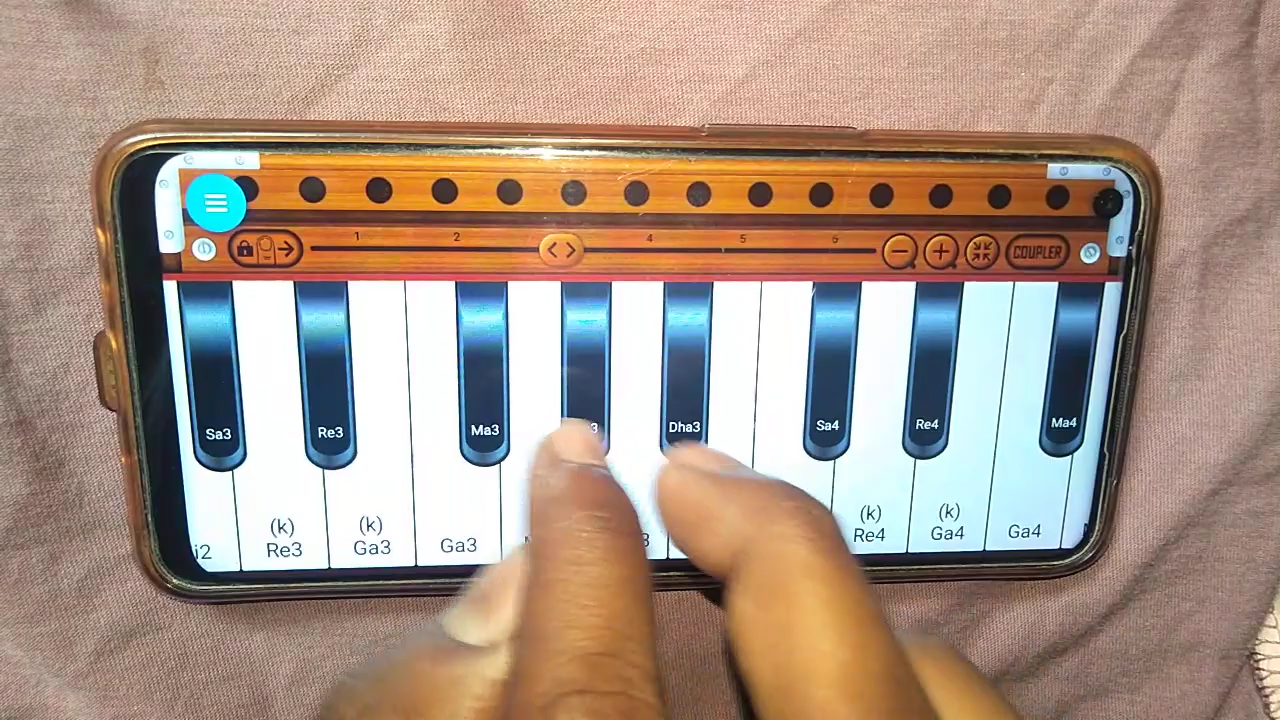 1 2 4 5 6
COUPLER
Sa3 Re3 Ma3 Dha3 Sa4 Re4 Ma4
(k) (k) (k) (k)
Re3 Ga3 Ga3 Re4 Ga4 Ga4